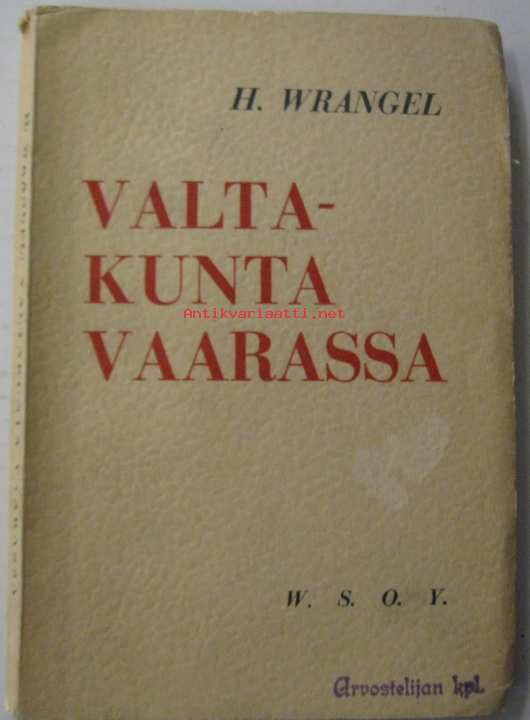 H. WRANGEL
VALTA-
KUNTA
Antikvariaatti.net
VAARASSA
W. S. O. Y.
Arvostelijan kpl.